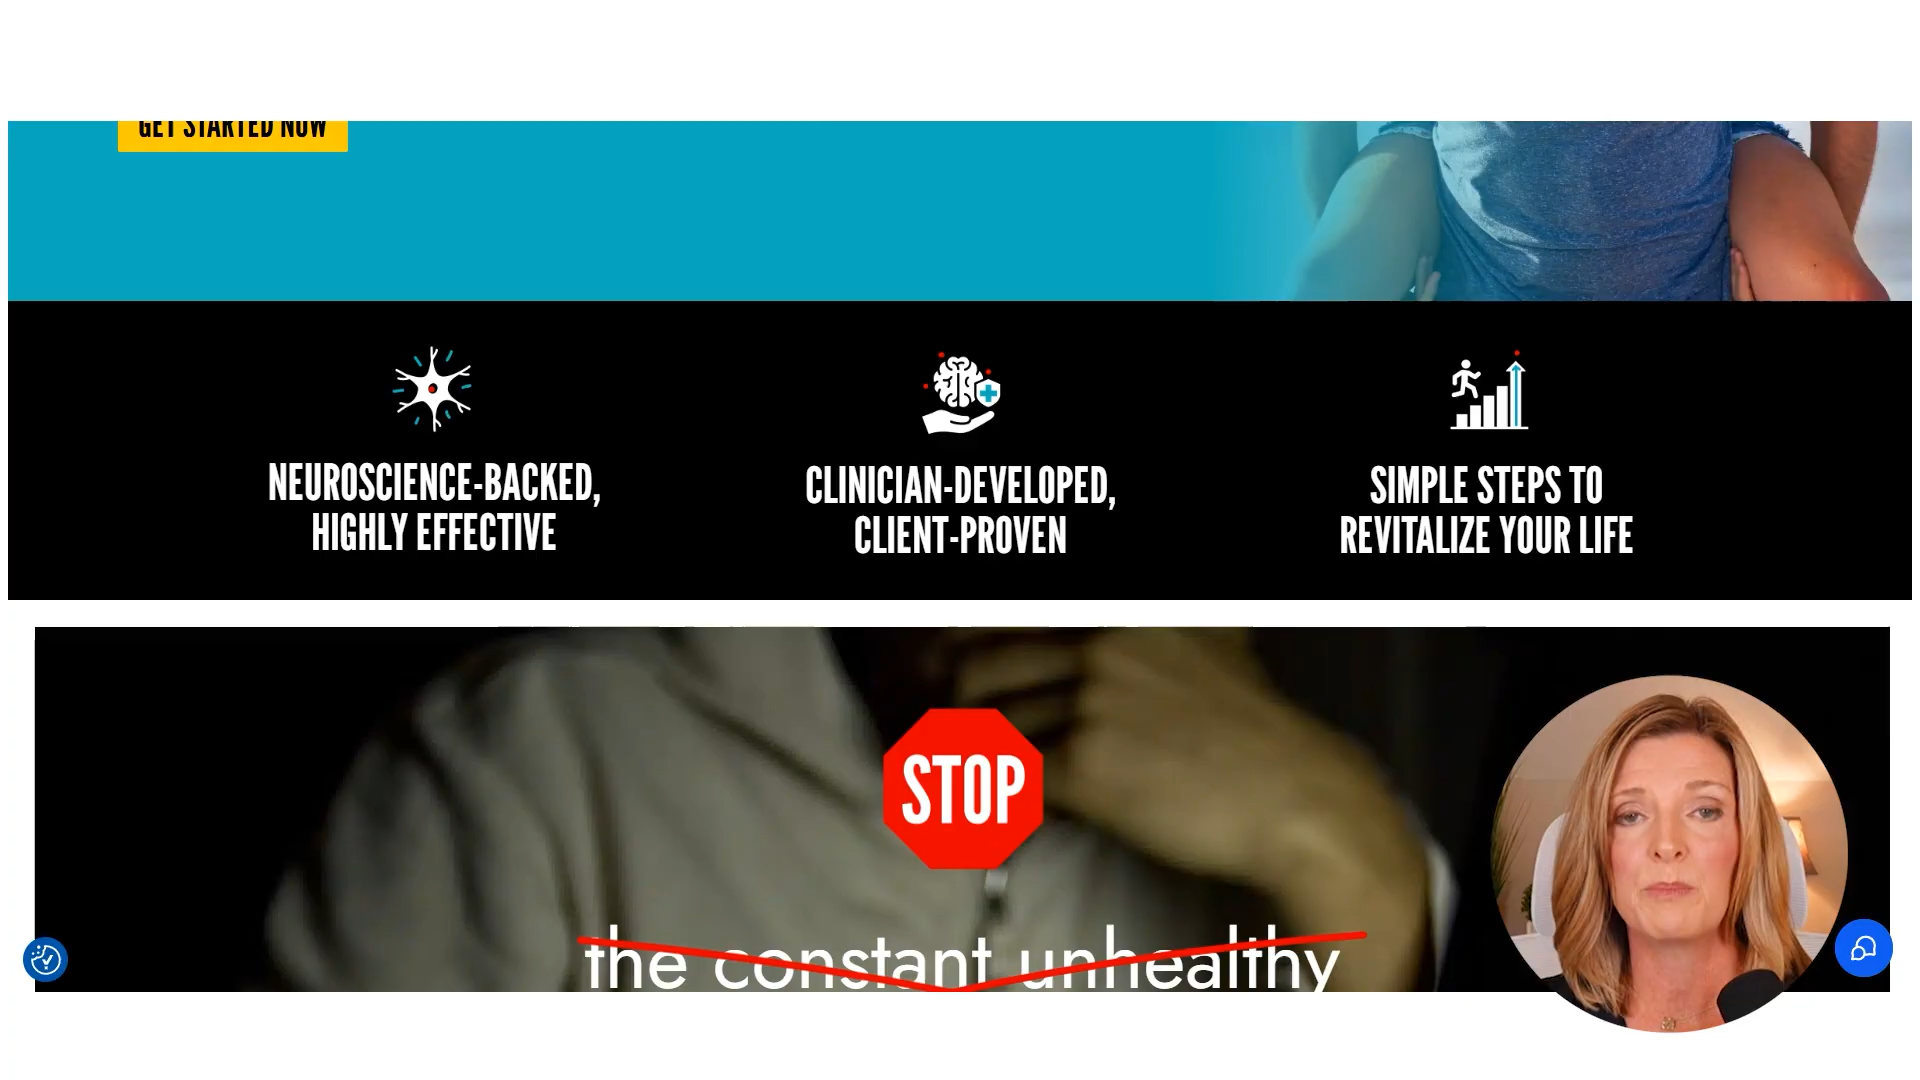 GET STARTED NOW
NEUROSCIENCE-BACKED,
HIGHLY EFFECTIVE
CLINICIAN-DEVELOPED,
CLIENT-PROVEN
SIMPLE STEPS TO
REVITALIZE YOUR LIFE
STOP
the constant unhealthy